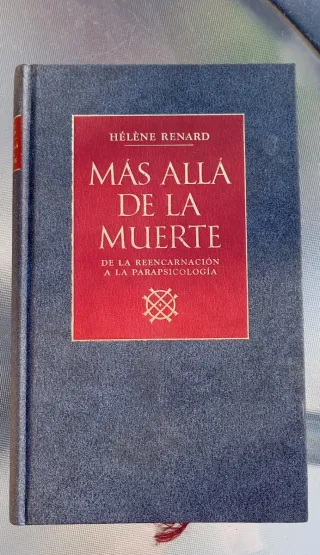 HÉLÈNE RENARD
MÁS ALLÁ
DE LA
MUERTE
DE LA REENCARNACIÓN
A LA PARAPSICOLOGÍA